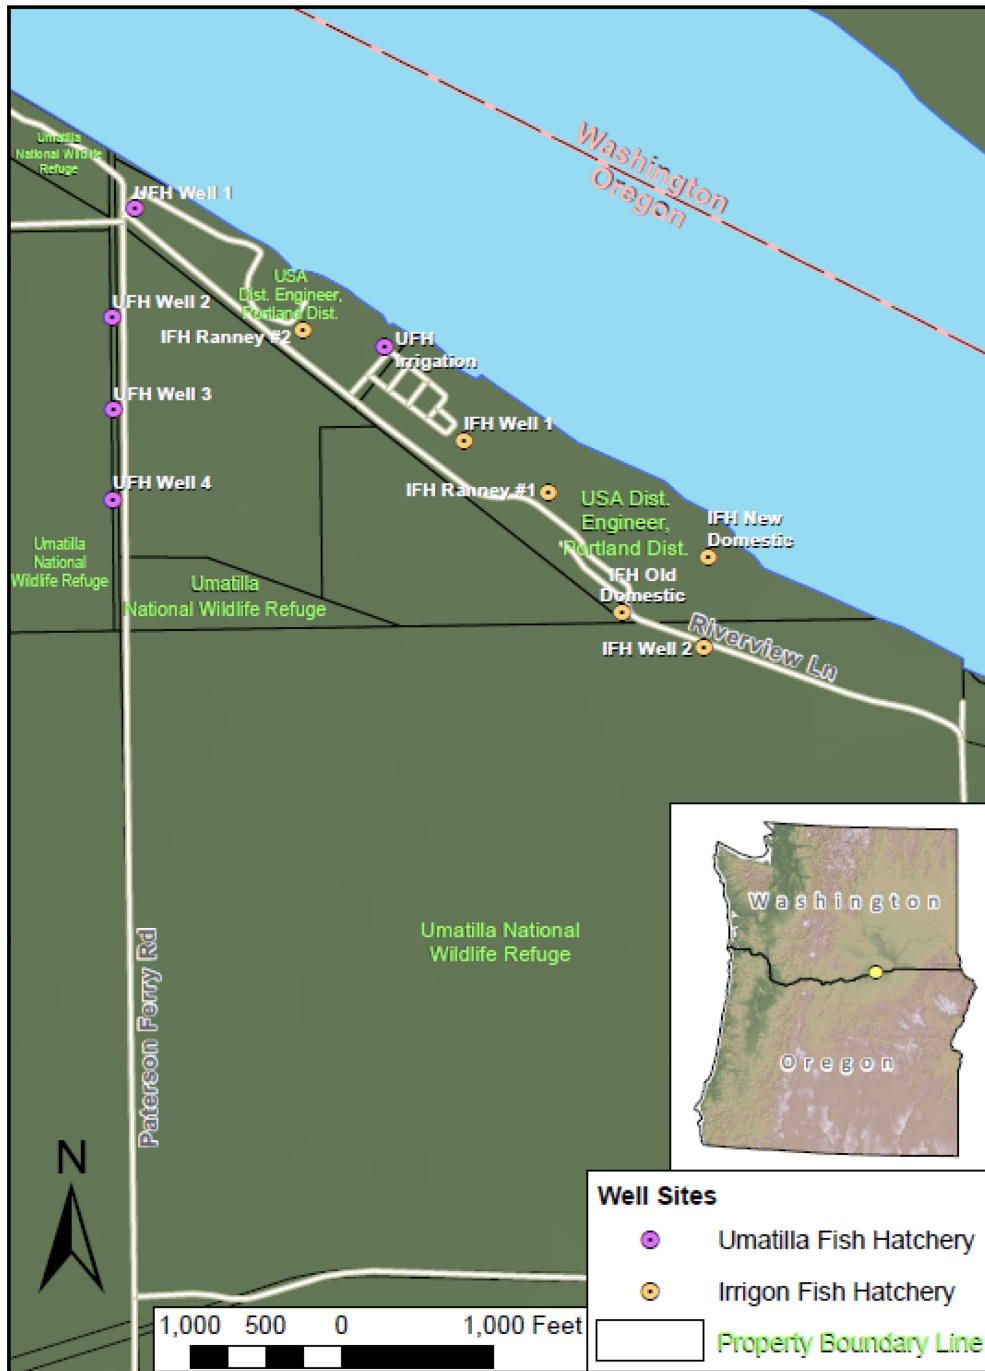 Washington
Oregon
Umatilla
National Wildlife
Refuge
UFH Well 1
USA
Dist. Engineer,
Portland Dist.
UFH Well 2
IFH Ranney #2
UFH
Irrigation
UFH Well 3
IFH Well 1
UFH Well 4
IFH Ranney #1
USA Dist.
Engineer,
Portland Dist.
IFH New
Domestic
Umatilla
National
Wildlife Refuge
Umatilla
National Wildlife Refuge
IFH Old
Domestic
Riverview Ln
IFH Well 2
Umatilla National
Wildlife Refuge
Paterson Ferry Rd
Washington
Oregon
N
Well Sites
Umatilla Fish Hatchery
Irrigon Fish Hatchery
Property Boundary Line
1,000 500 0 1,000 Feet